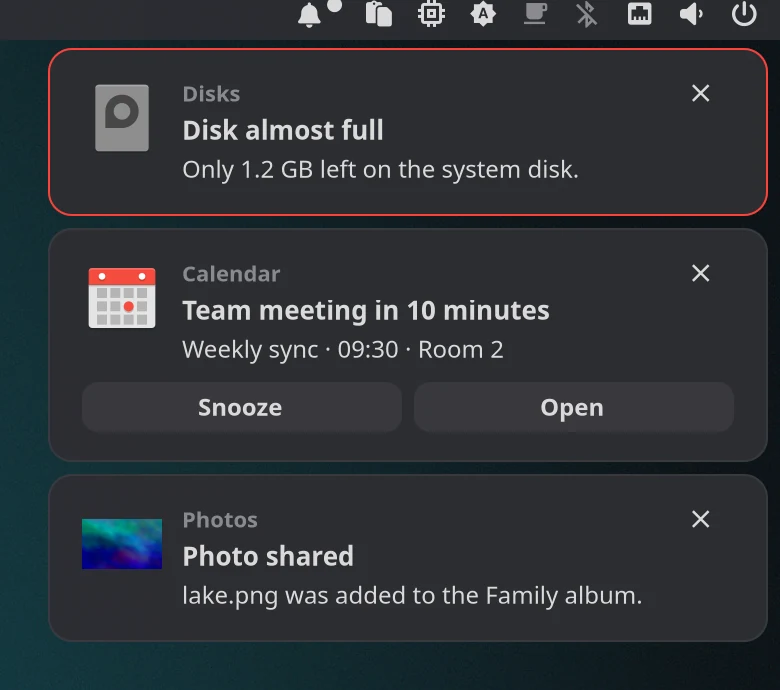 A
Disks
Disk almost full
Only 1.2 GB left on the system disk.
Calendar
Team meeting in 10 minutes
Weekly sync · 09:30 · Room 2
Snooze
Open
Photos
Photo shared
lake.png was added to the Family album.